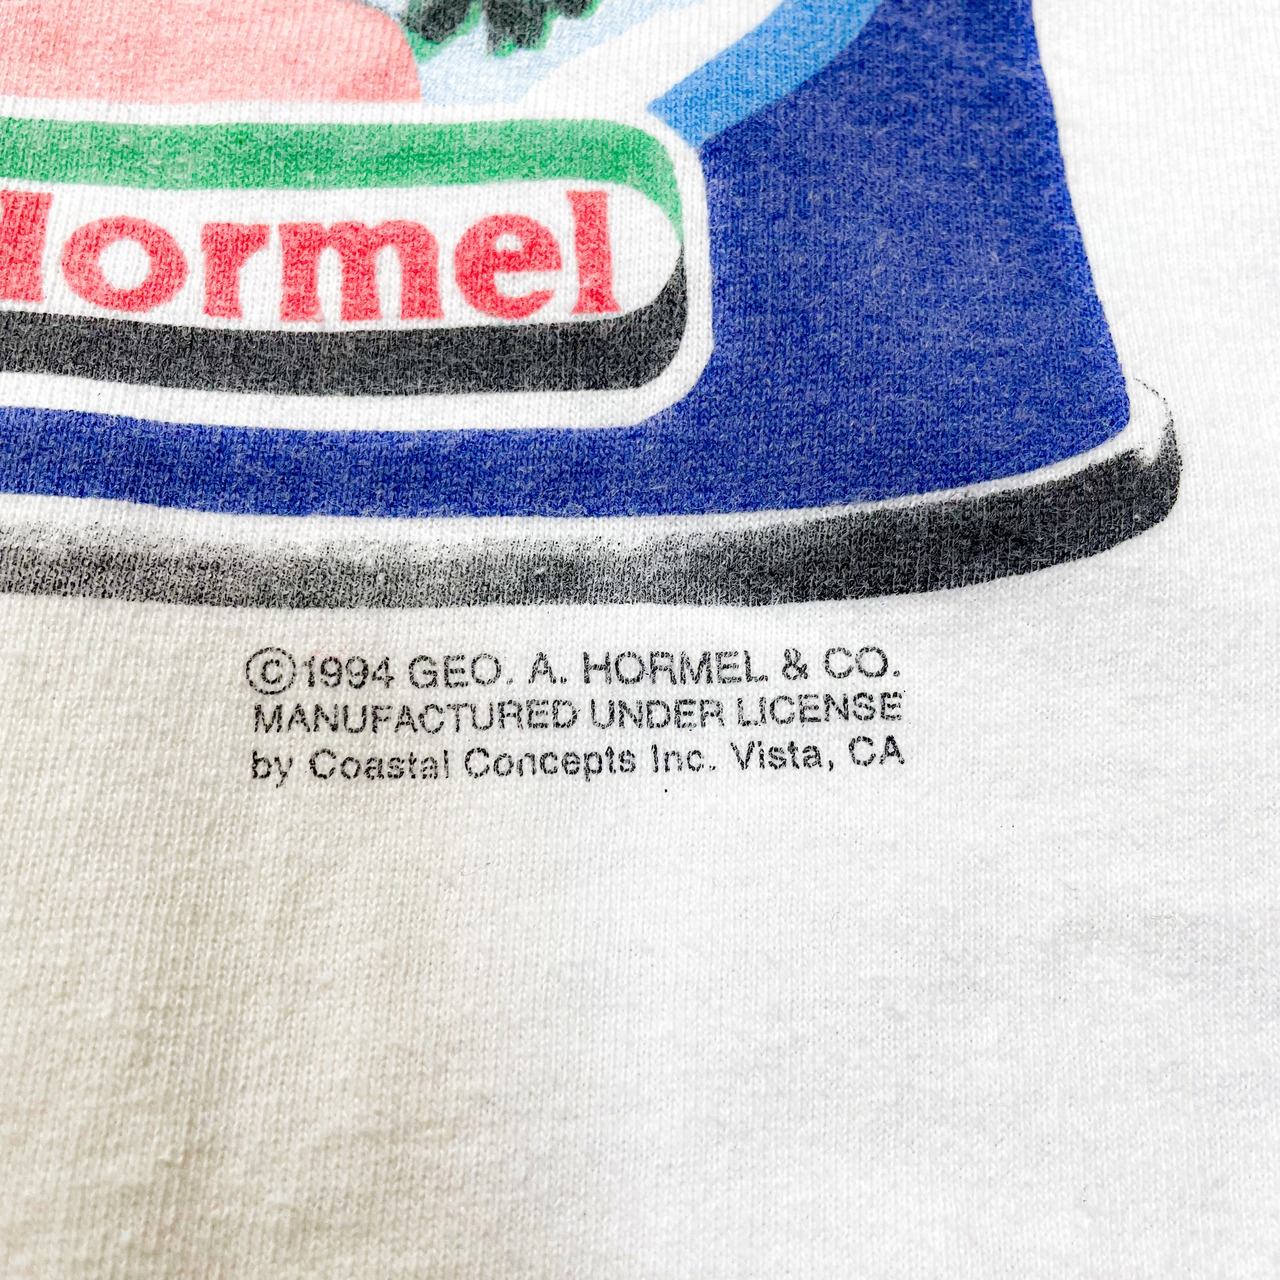 Hormel
©1994 GEO. A. HORMEL & CO.
MANUFACTURED UNDER LICENSE
by Coastal Concepts Inc. Vista, CA